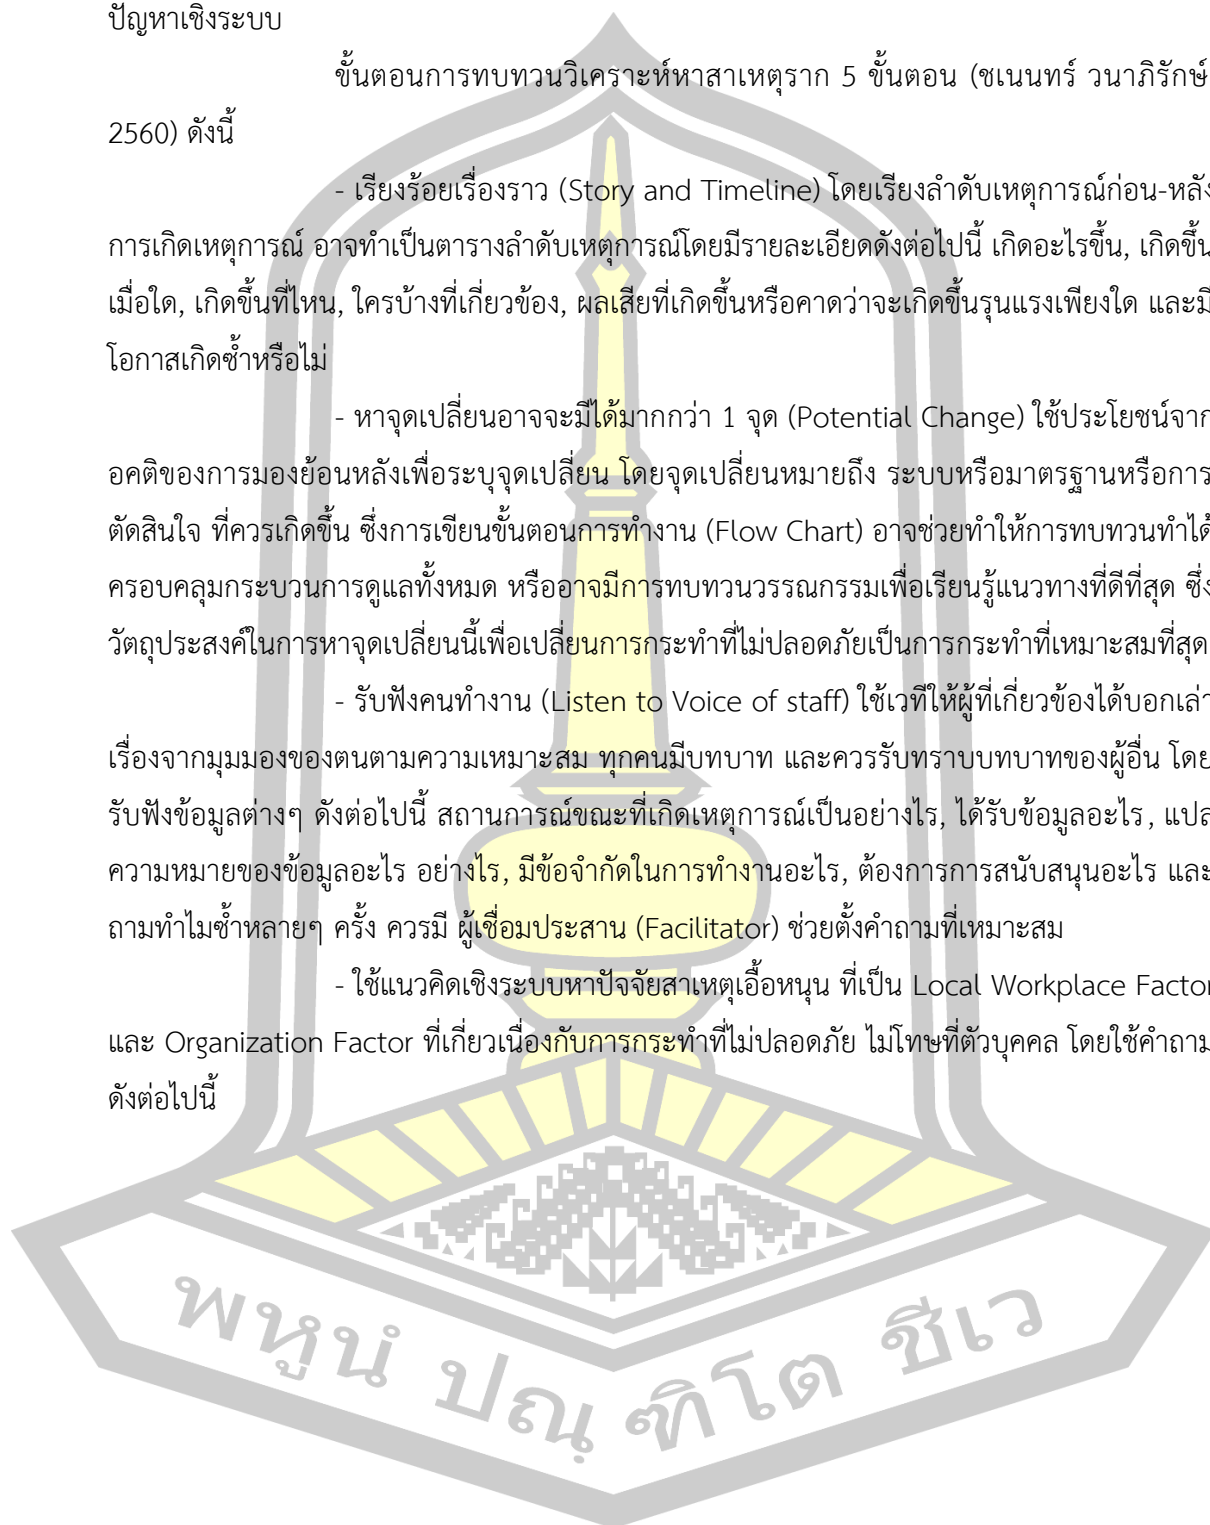 ปัญหาเชิงระบบ
ขั้นตอนการทบทวนวิเคราะห์หาสาเหตุราก 5 ขั้นตอน (ชเนนทร์ วนาภิรักษ์
2560) ดังนี้
- เรียงร้อยเรื่องราว (Story and Timeline) โดยเรียงลำดับเหตุการณ์ก่อน-หลัง
การเกิดเหตุการณ์ อาจทำเป็นตารางลำดับเหตุการณ์โดยมีรายละเอียดดังต่อไปนี้ เกิดอะไรขึ้น, เกิดขึ้น
เมื่อใด, เกิดขึ้นที่ไหน, ใครบ้างที่เกี่ยวข้อง, ผลเสียที่เกิดขึ้นหรือคาดว่าจะเกิดขึ้นรุนแรงเพียงใด และมี
โอกาสเกิดซ้ำหรือไม่
- หาจุดเปลี่ยนอาจจะมีได้มากกว่า 1 จุด (Potential Change) ใช้ประโยชน์จาก
อคติของการมองย้อนหลังเพื่อระบุจุดเปลี่ยน โดยจุดเปลี่ยนหมายถึง ระบบหรือมาตรฐานหรือการ
ตัดสินใจ ที่ควรเกิดขึ้น ซึ่งการเขียนขั้นตอนการทำงาน (Flow Chart) อาจช่วยทำให้การทบทวนทำได้
ครอบคลุมกระบวนการดูแลทั้งหมด หรืออาจมีการทบทวนวรรณกรรมเพื่อเรียนรู้แนวทางที่ดีที่สุด ซึ่ง
วัตถุประสงค์ในการหาจุดเปลี่ยนนี้เพื่อเปลี่ยนการกระทำที่ไม่ปลอดภัยเป็นการกระทำที่เหมาะสมที่สุด
- รับฟังคนทำงาน (Listen to Voice of staff) ใช้เวทีให้ผู้ที่เกี่ยวข้องได้บอกเล่า
เรื่องจากมุมมองของตนตามความเหมาะสม ทุกคนมีบทบาท และควรรับทราบบทบาทของผู้อื่น โดย
รับฟังข้อมูลต่างๆ ดังต่อไปนี้ สถานการณ์ขณะที่เกิดเหตุการณ์เป็นอย่างไร, ได้รับข้อมูลอะไร, แปล
ความหมายของข้อมูลอะไร อย่างไร, มีข้อจำกัดในการทำงานอะไร, ต้องการการสนับสนุนอะไร และ
ถามทำไมซ้ำหลายๆ ครั้ง ควรมี ผู้เชื่อมประสาน (Facilitator) ช่วยตั้งคำถามที่เหมาะสม
- ใช้แนวคิดเชิงระบบหาปัจจัยสาเหตุเอื้อหนุน ที่เป็น Local Workplace Factor
และ Organization Factor ที่เกี่ยวเนื่องกับการกระทำที่ไม่ปลอดภัย ไม่โทษที่ตัวบุคคล โดยใช้คำถาม
ดังต่อไปนี้
พหูนํ ปณฺฑิโต ชีเว